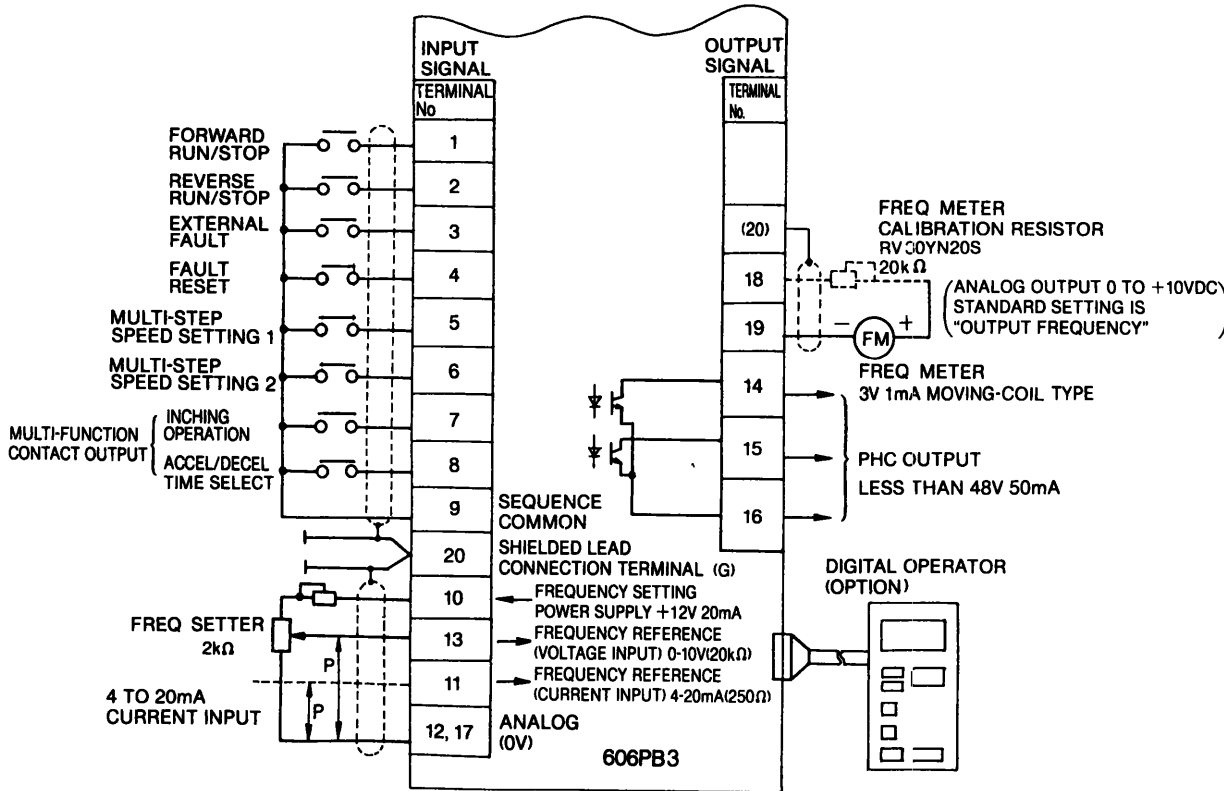 INPUT
SIGNAL
TERMINAL
No
FORWARD
RUN/STOP
1
REVERSE
RUN/STOP
2
EXTERNAL
FAULT
3
FAULT
RESET
4
MULTI-STEP
SPEED SETTING 1
5
MULTI-STEP
SPEED SETTING 2
6
MULTI-FUNCTION
CONTACT OUTPUT
INCHING
OPERATION
7
ACCEL/DECEL
TIME SELECT
8
9
SEQUENCE
COMMON
20
SHIELDED LEAD
CONNECTION TERMINAL (G)
10
FREQUENCY SETTING
POWER SUPPLY +12V 20mA
FREQ SETTER
2kΩ
13
FREQUENCY REFERENCE
(VOLTAGE INPUT) 0-10V(20kΩ)
P
11
FREQUENCY REFERENCE
(CURRENT INPUT) 4-20mA(250Ω)
4 TO 20mA
CURRENT INPUT
P
12, 17
ANALOG
(0V)
606PB3
OUTPUT
SIGNAL
TERMINAL
No.
(20)
18
19
14
15
16
FREQ METER
CALIBRATION RESISTOR
RV30YN20S
20kΩ
(ANALOG OUTPUT 0 TO +10VDC
STANDARD SETTING IS
"OUTPUT FREQUENCY")
− FM +
FREQ METER
3V 1mA MOVING-COIL TYPE
PHC OUTPUT
LESS THAN 48V 50mA
DIGITAL OPERATOR
(OPTION)